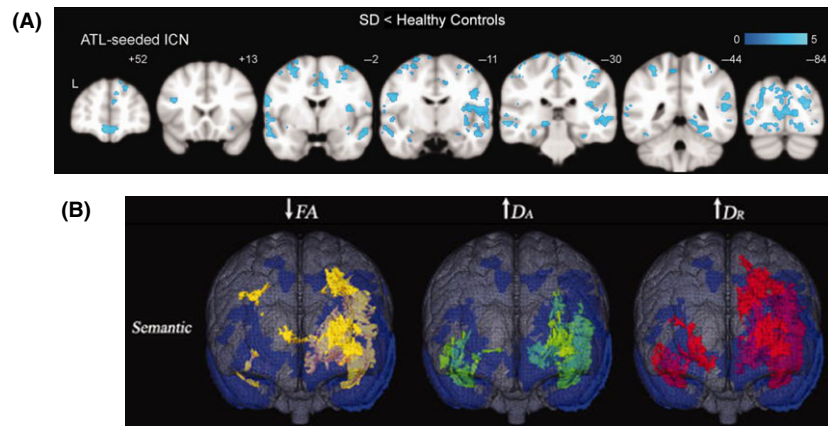 (A)
SD < Healthy Controls
ATL-seeded ICN
0 5
+52 +13 −2 −11 −30 −44 −84
L
(B)
↓FA ↑DA ↑DR
Semantic